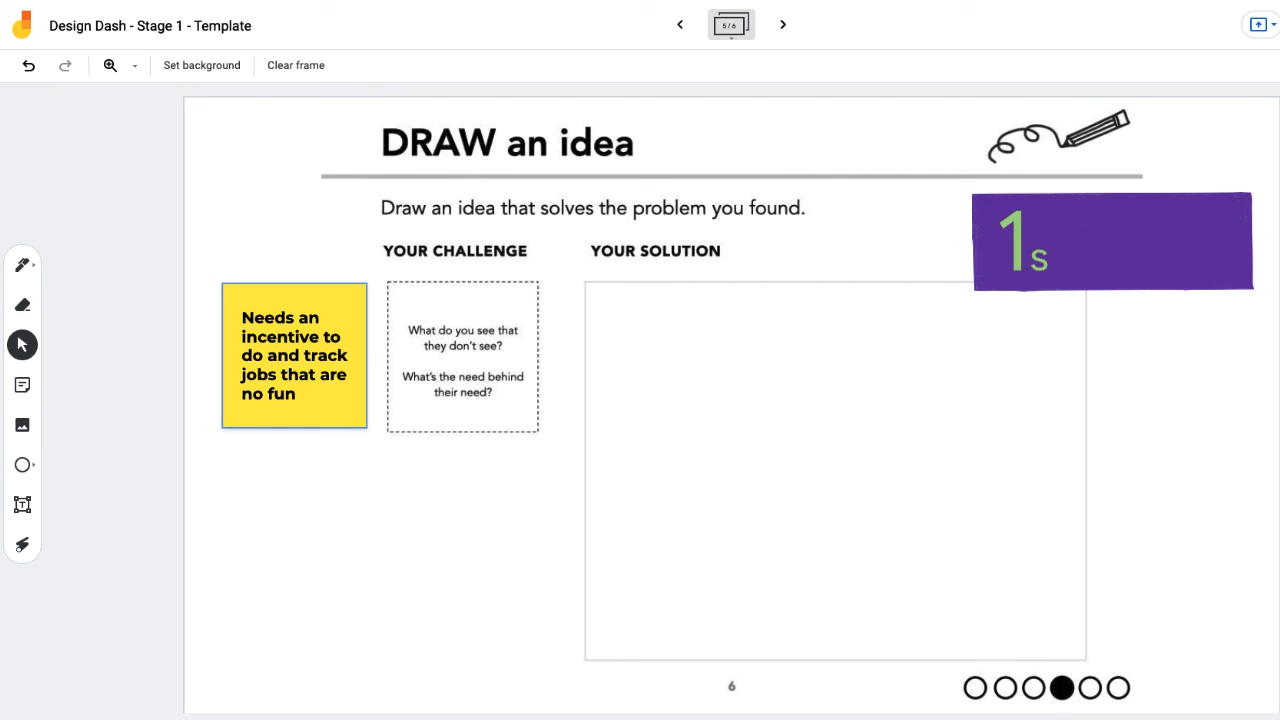 Design Dash - Stage 1 - Template
5 / 6
Set background
Clear frame
DRAW an idea
Draw an idea that solves the problem you found.
1s
YOUR CHALLENGE
YOUR SOLUTION
Needs an
incentive to
do and track
jobs that are
no fun
What do you see that
they don't see?
What's the need behind
their need?
T
6